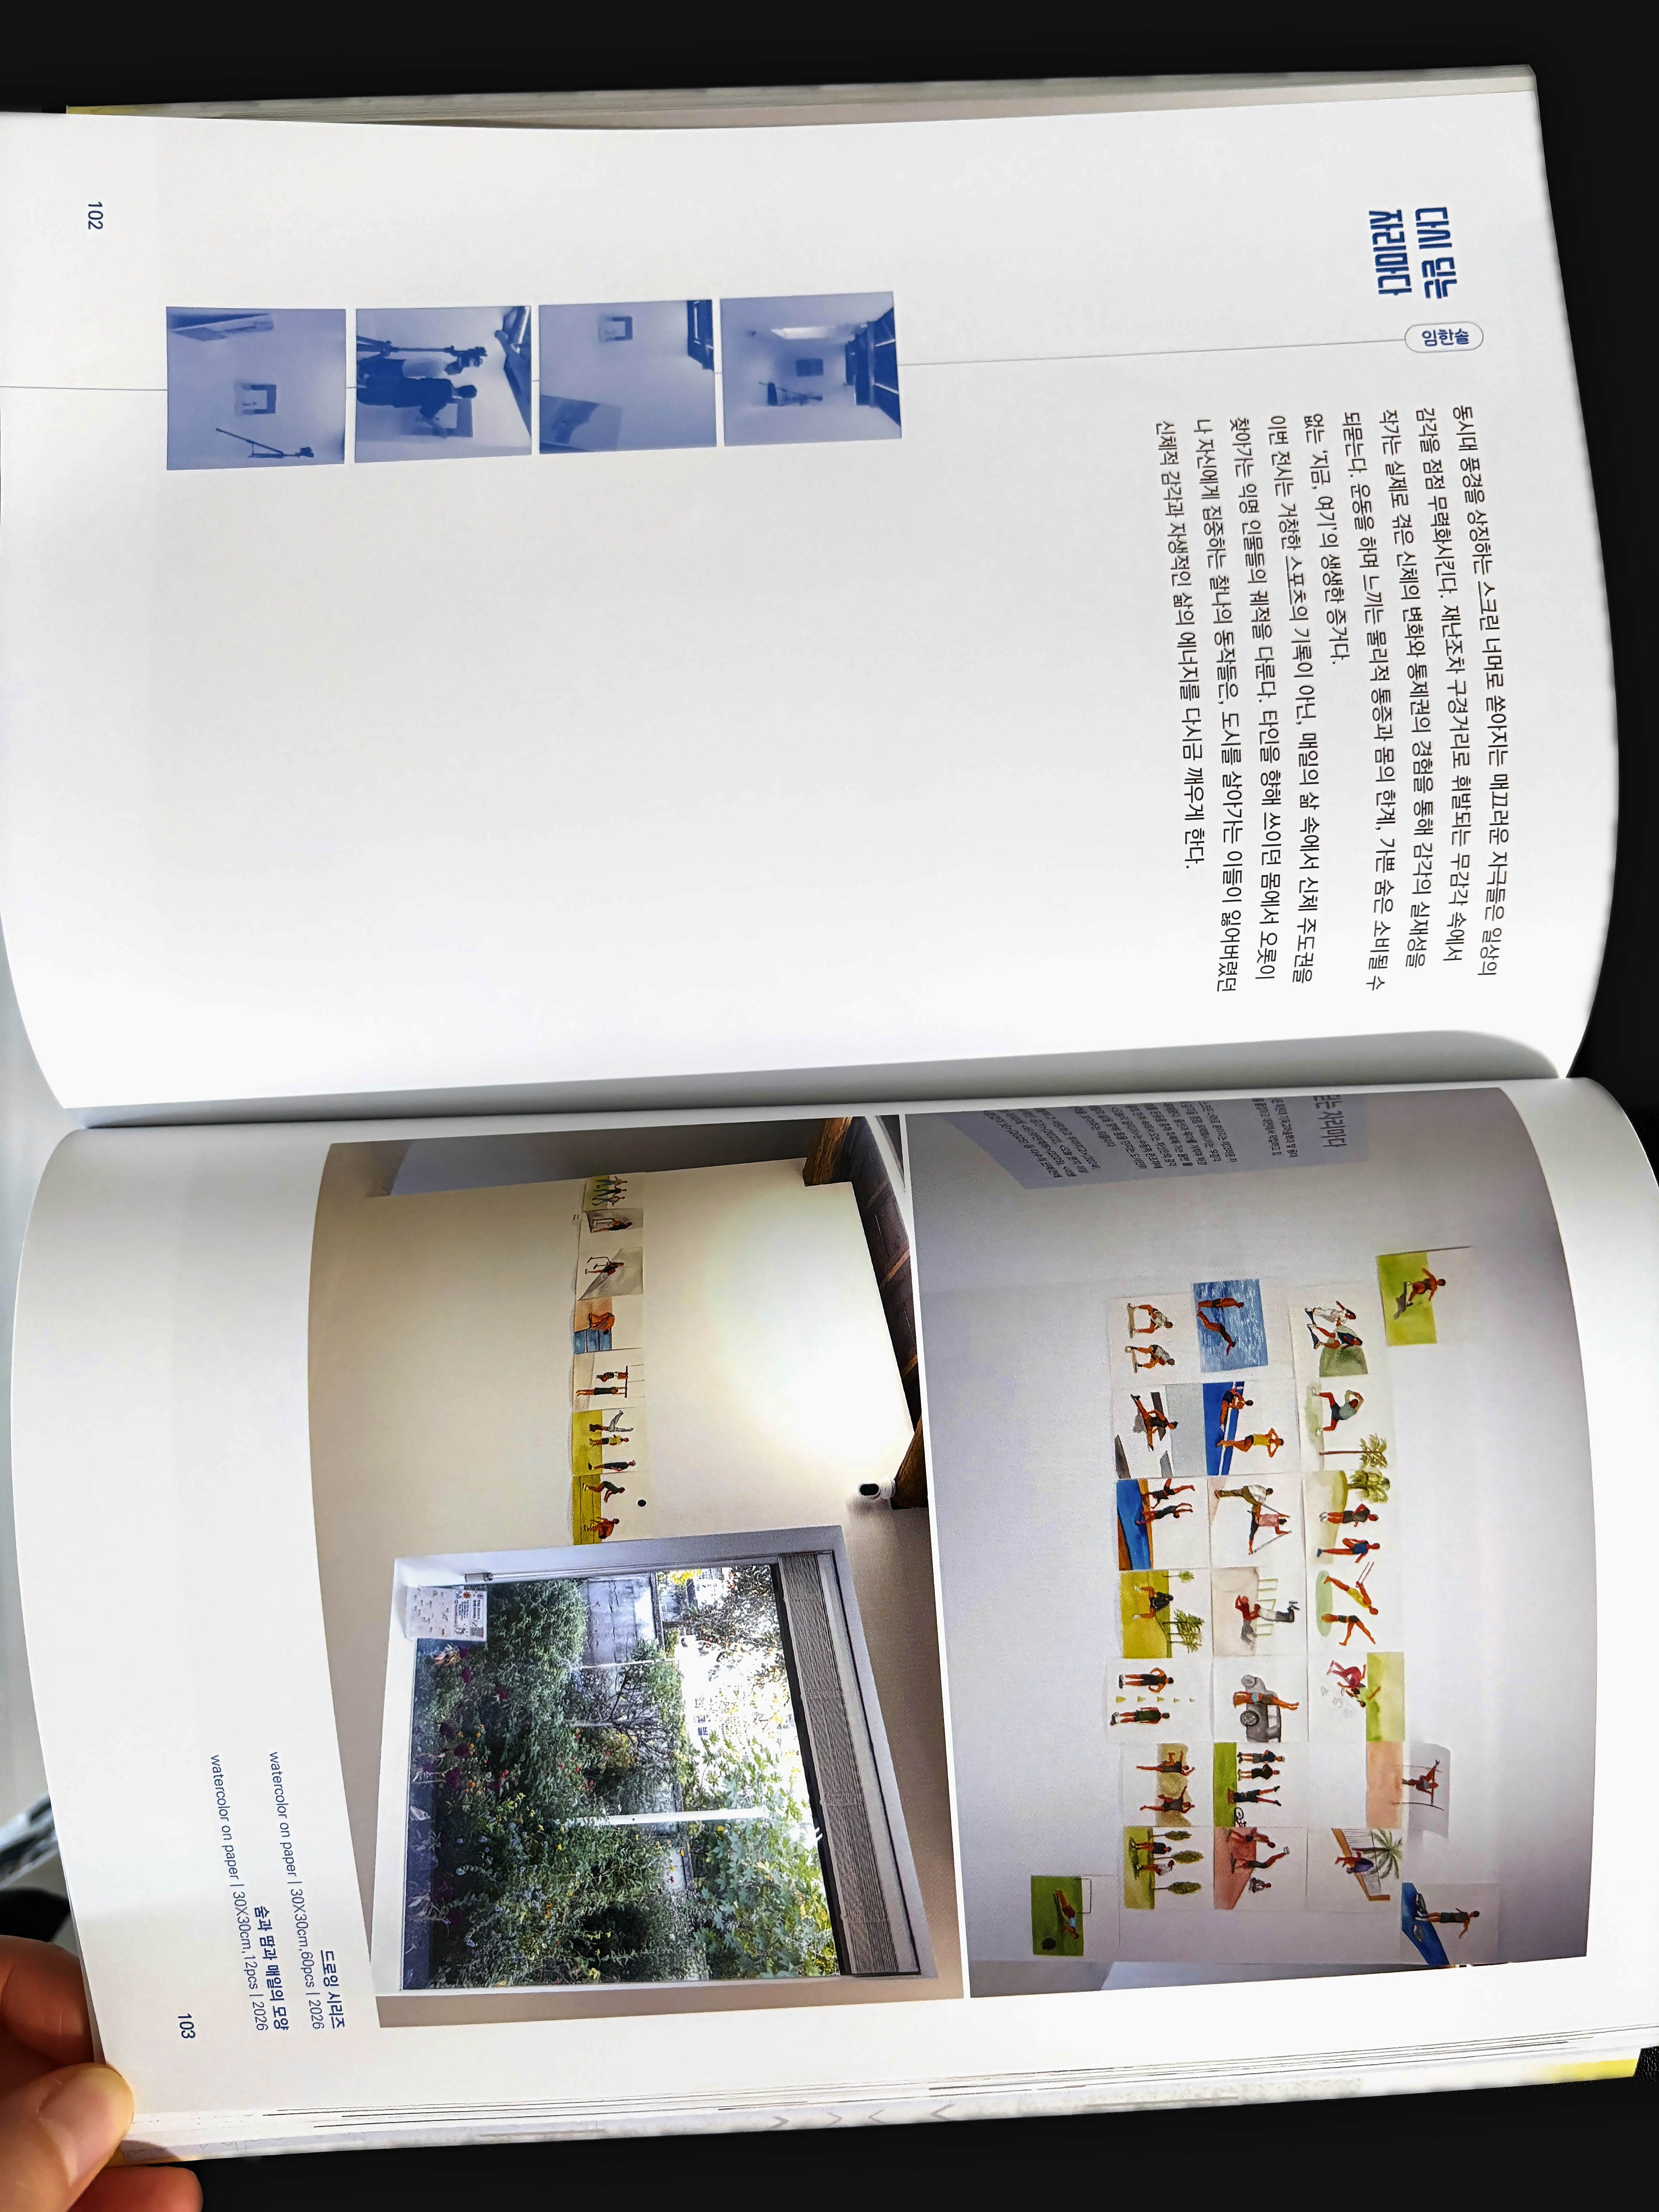 다시 딛는
자리마다
임한솔
동시대 풍경을 상징하는 스크린 너머로 쏟아지는 매끄러운 자극들은 일상의
감각을 점점 무력화시킨다. 재난조차 구경거리로 휘발되는 무감각 속에서
작가는 실제로 겪은 신체의 변화와 통제권의 경험을 통해 감각의 실재성을
되묻는다. 운동을 하며 느끼는 물리적 통증과 몸의 한계, 가쁜 숨은 소비될 수
없는 '지금, 여기'의 생생한 증거다.
이번 전시는 거창한 스포츠의 기록이 아닌, 매일의 삶 속에서 신체 주도권을
찾아가는 익명 인물들의 궤적을 다룬다. 타인을 향해 쓰이던 몸에서 오롯이
나 자신에게 집중하는 찰나의 동작들은, 도시를 살아가는 이들이 잃어버렸던
신체적 감각과 자생적인 삶의 에너지를 다시금 깨우게 한다.
102
자리마다
드로잉 시리즈
watercolor on paper | 30X30cm,60pcs | 2026
숨과 땀과 매일의 모양
watercolor on paper | 30X30cm,12pcs | 2026
103